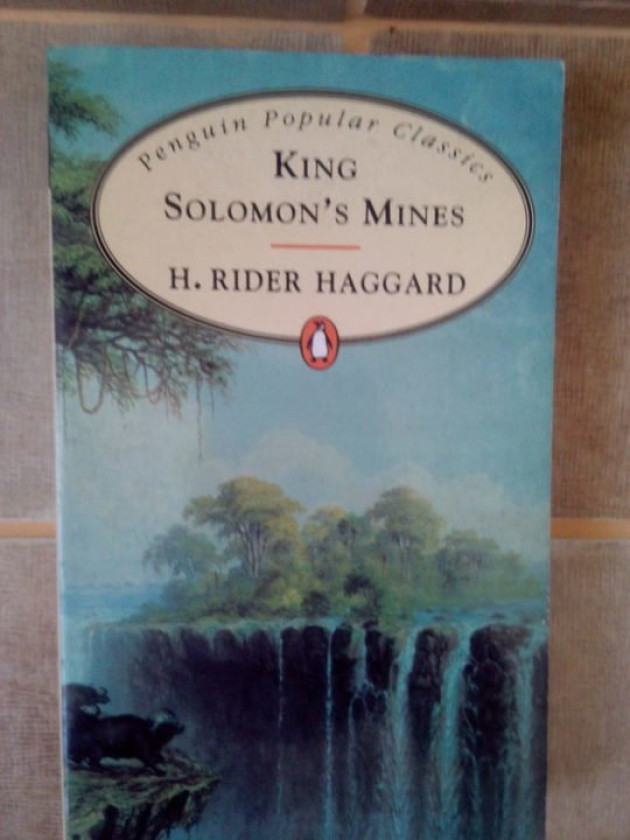 Penguin Popular Classics
KING
SOLOMON'S MINES
H. RIDER HAGGARD